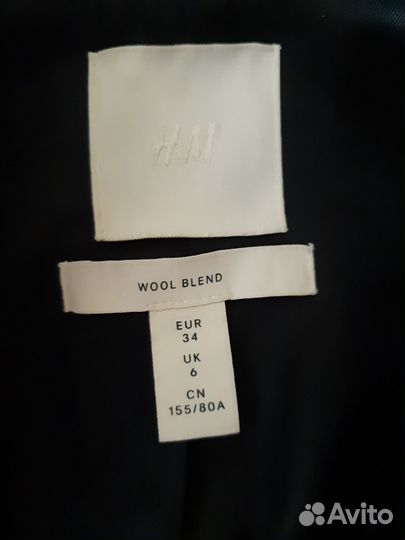 H&M
WOOL BLEND
EUR
34
UK
6
CN
155/80A
Avito